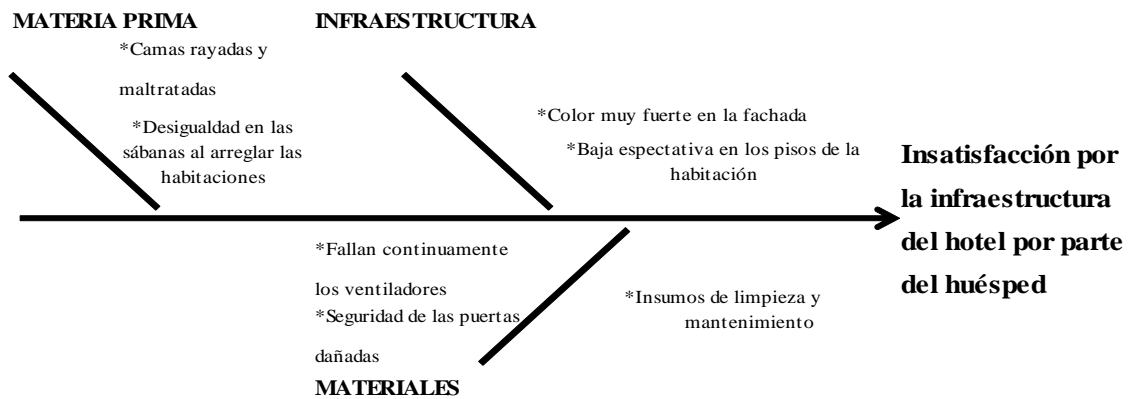 MATERIA PRIMA
*Camas rayadas y
maltratadas
*Desigualdad en las
sábanas al arreglar las
habitaciones
INFRAESTRUCTURA
*Color muy fuerte en la fachada
*Baja espectativa en los pisos de la
habitación
Insatisfacción por
la infraestructura
del hotel por parte
del huésped
*Fallan continuamente
los ventiladores
*Seguridad de las puertas
dañadas
MATERIALES
*Insumos de limpieza y
mantenimiento